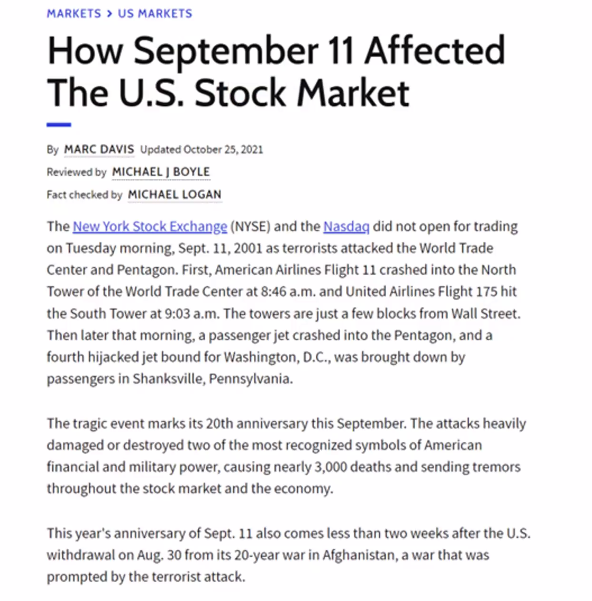 MARKETS > US MARKETS
How September 11 Affected
The U.S. Stock Market
By MARC DAVIS Updated October 25, 2021
Reviewed by MICHAEL J BOYLE
Fact checked by MICHAEL LOGAN
The New York Stock Exchange (NYSE) and the Nasdaq did not open for trading
on Tuesday morning, Sept. 11, 2001 as terrorists attacked the World Trade
Center and Pentagon. First, American Airlines Flight 11 crashed into the North
Tower of the World Trade Center at 8:46 a.m. and United Airlines Flight 175 hit
the South Tower at 9:03 a.m. The towers are just a few blocks from Wall Street.
Then later that morning, a passenger jet crashed into the Pentagon, and a
fourth hijacked jet bound for Washington, D.C., was brought down by
passengers in Shanksville, Pennsylvania.
The tragic event marks its 20th anniversary this September. The attacks heavily
damaged or destroyed two of the most recognized symbols of American
financial and military power, causing nearly 3,000 deaths and sending tremors
throughout the stock market and the economy.
This year's anniversary of Sept. 11 also comes less than two weeks after the U.S.
withdrawal on Aug. 30 from its 20-year war in Afghanistan, a war that was
prompted by the terrorist attack.